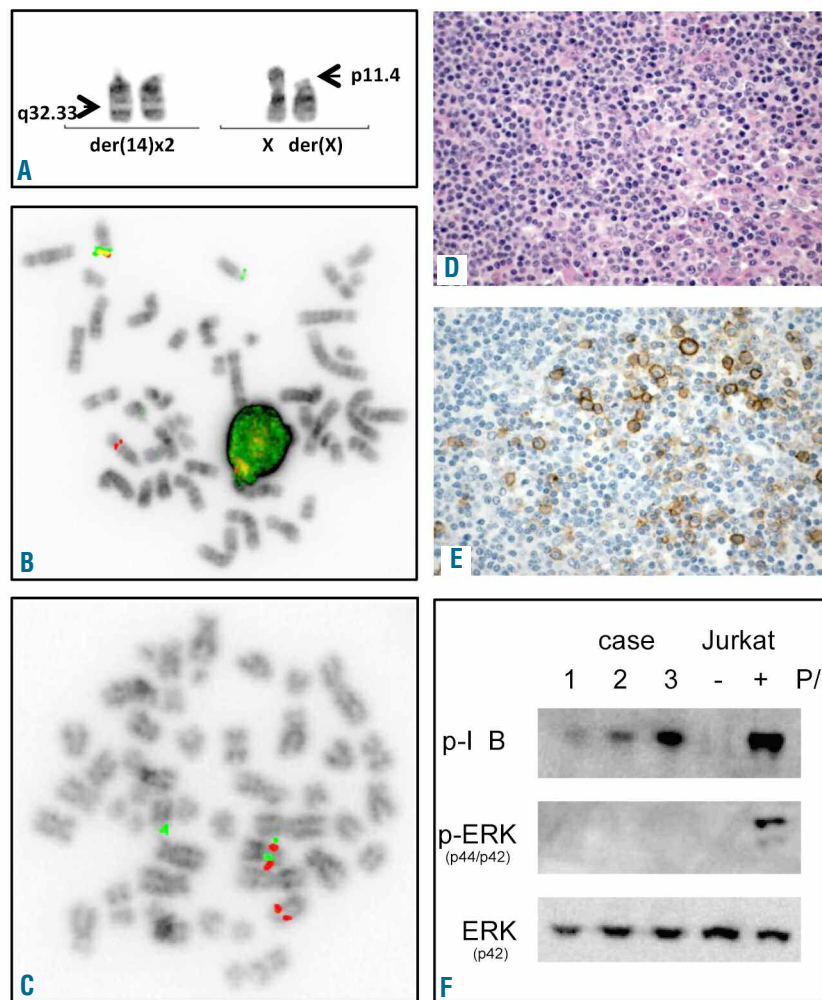 p11.4
q32.33
der(14)x2 X der(X)
A
B
C
D
E
case Jurkat
1 2 3 - + P/
p-I B
p-ERK
(p44/p42)
ERK
(p42)
F